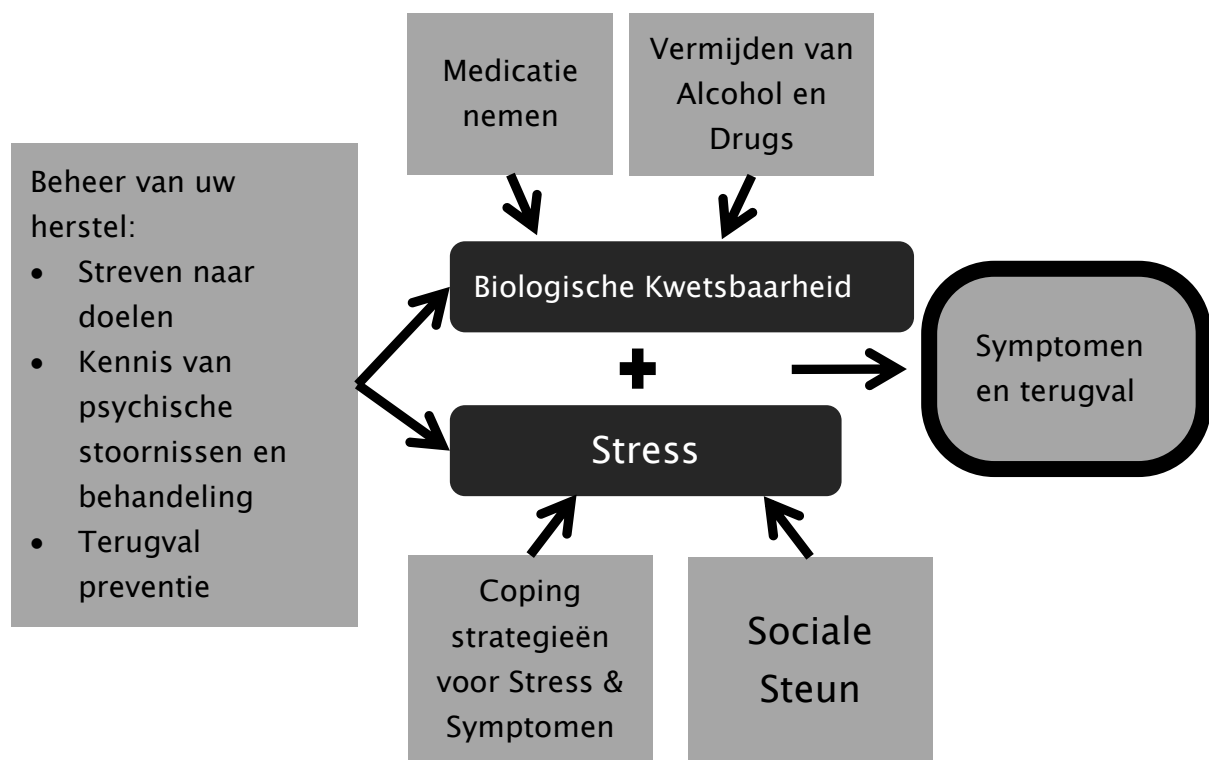 Medicatie
nemen
Vermijden van
Alcohol en
Drugs
Beheer van uw
herstel:
• Streven naar
doelen
• Kennis van
psychische
stoornissen en
behandeling
• Terugval
preventie
Biologische Kwetsbaarheid
+
Stress
Symptomen
en terugval
Coping
strategieën
voor Stress &
Symptomen
Sociale
Steun